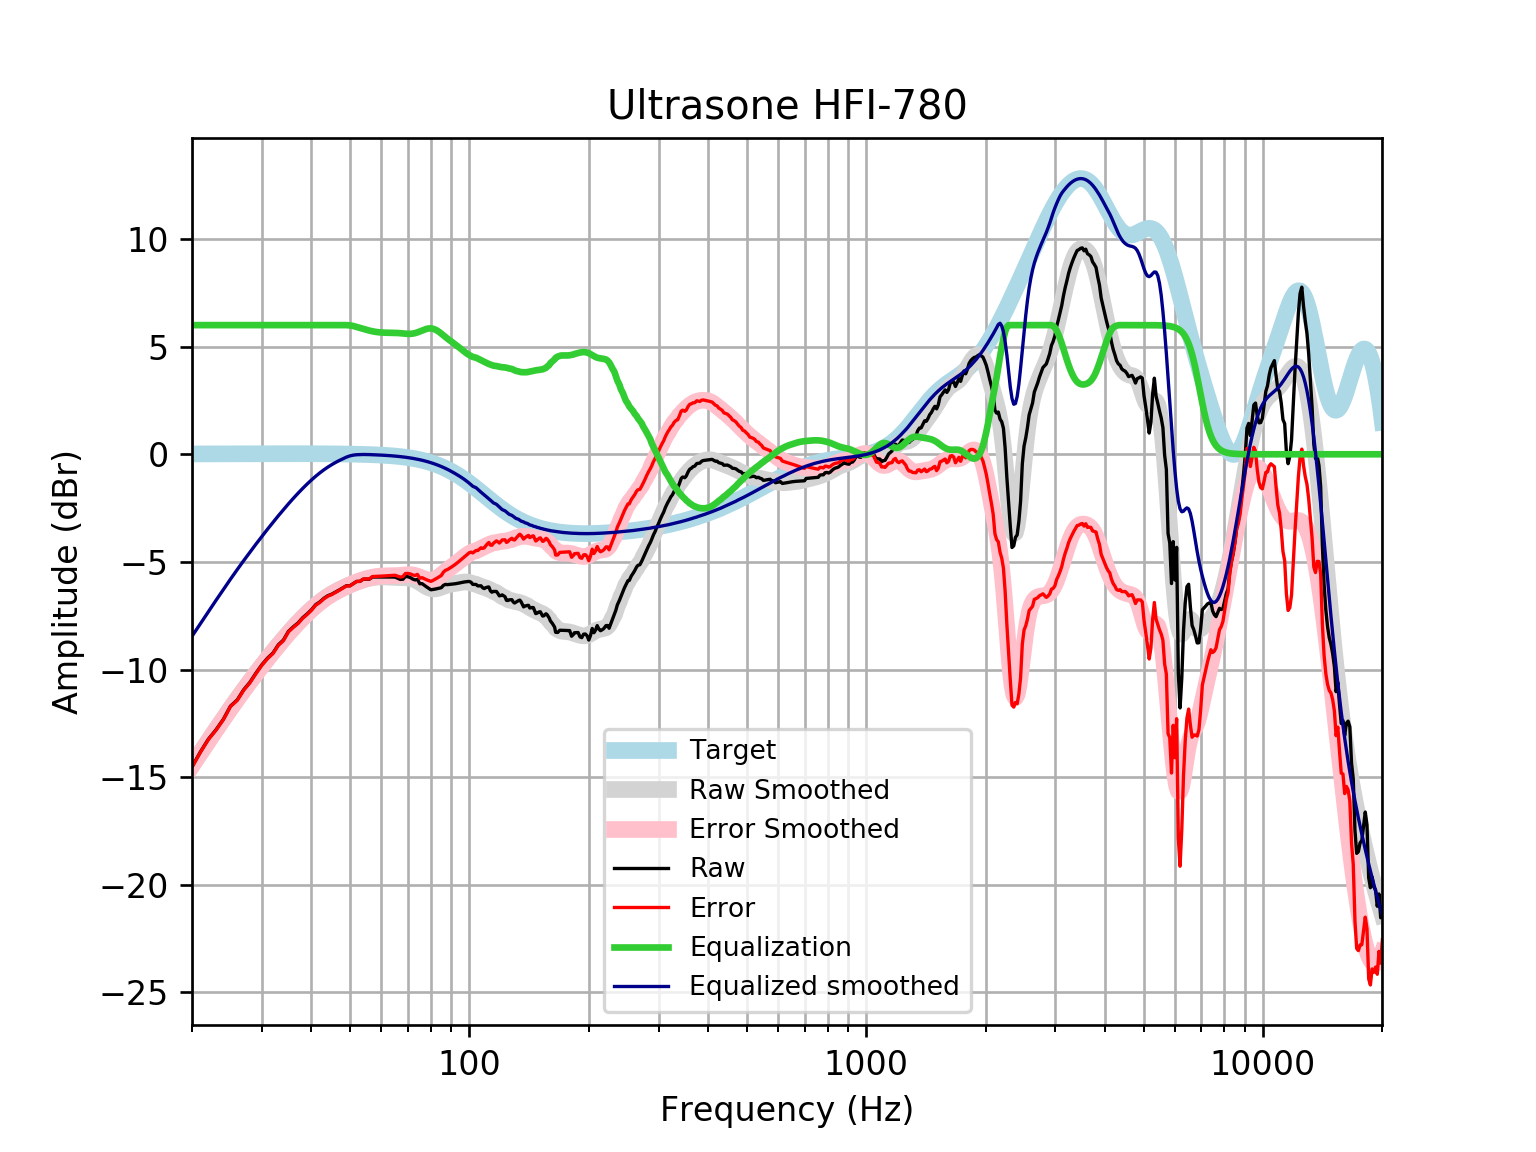 Ultrasone HFI-780
10
5
0
−5
−10
−15
−20
−25
Amplitude (dBr)
Target
Raw Smoothed
Error Smoothed
Raw
Error
Equalization
Equalized smoothed
100 1000 10000
Frequency (Hz)